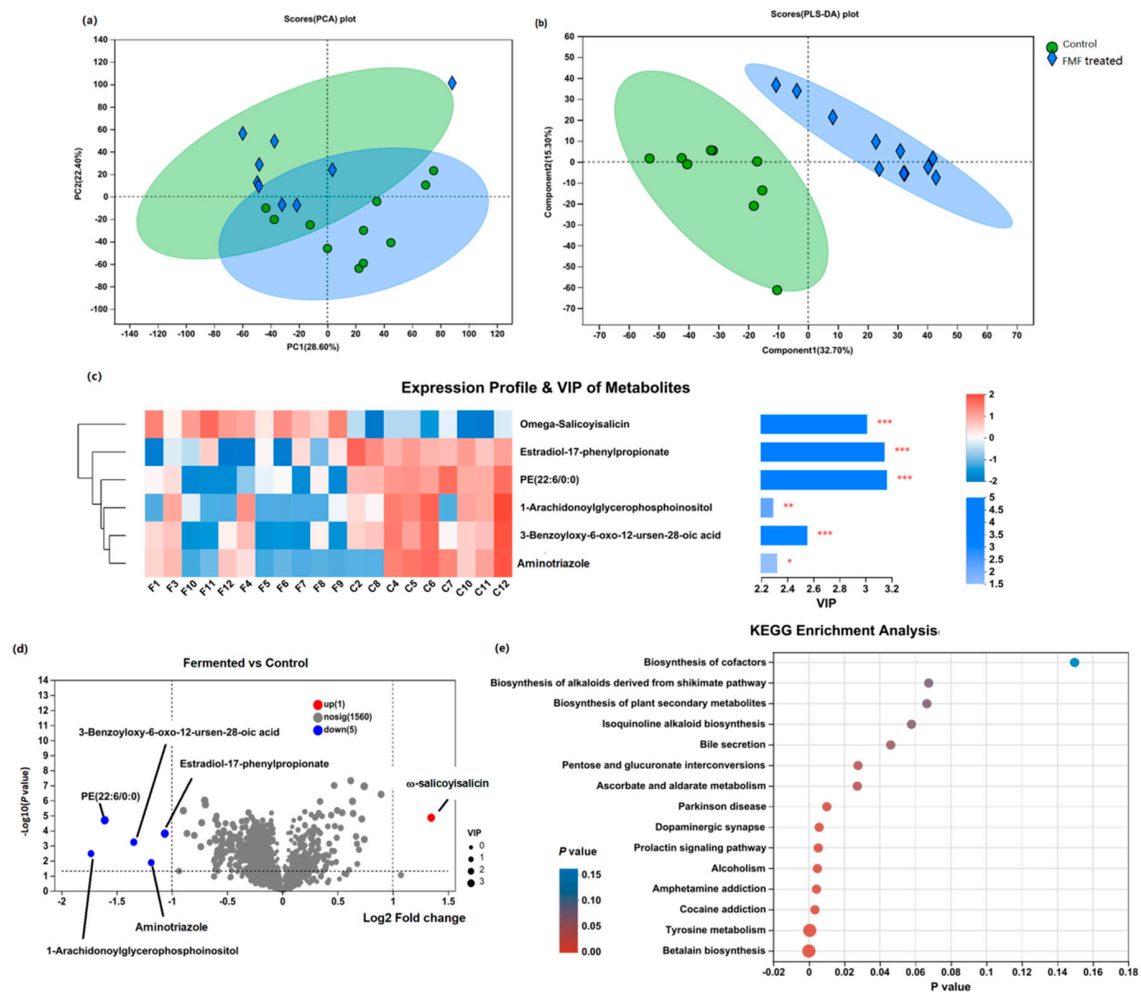 (a)
Scores(PCA) plot
140
120
100
80
60
40
20
0
-20
-40
-60
-80
-100
PC2(22.40%)
-140 -120 -100 -80 -60 -40 -20 0 20 40 60 80 100 120 140
PC1(28.60%)
(b)
Scores(PLS-DA) plot
60
50
40
30
20
10
0
-10
-20
-30
-40
-50
-60
-70
Component2(15.30%)
-70 -60 -50 -40 -30 -20 -10 0 10 20 30 40 50 60 70
Component1(32.70%)
Control
FMF treated
(c)
Expression Profile & VIP of Metabolites
Omega-Salicoyisalicin
Estradiol-17-phenylpropionate
PE(22:6/0:0)
1-Arachidonoylglycerophosphoinositol
3-Benzoyloxy-6-oxo-12-ursen-28-oic acid
Aminotriazole
F1 F3 F10 F11 F12 F4 F5 F6 F7 F8 F9 C2 C8 C4 C5 C6 C7 C10 C11 C12
***
***
***
**
***
*
2.2 2.4 2.6 2.8 3 3.2
VIP
2
1
0
-1
-2
5
4.5
4
3.5
3
2.5
2
1.5
(d)
Fermented vs Control
14
13
12
11
10
9
8
7
6
5
4
3
2
1
0
-Log10(P value)
up(1)
nosig(1560)
down(5)
3-Benzoyloxy-6-oxo-12-ursen-28-oic acid
Estradiol-17-phenylpropionate
PE(22:6/0:0)
ω-salicoyisalicin
VIP
0
1
2
3
-2 -1.5 -1 -0.5 0 0.5 1 1.5
Log2 Fold change
Aminotriazole
1-Arachidonoylglycerophosphoinositol
(e)
KEGG Enrichment Analysis
Biosynthesis of cofactors
Biosynthesis of alkaloids derived from shikimate pathway
Biosynthesis of plant secondary metabolites
Isoquinoline alkaloid biosynthesis
Bile secretion
Pentose and glucuronate interconversions
Ascorbate and aldarate metabolism
Parkinson disease
Dopaminergic synapse
Prolactin signaling pathway
Alcoholism
Amphetamine addiction
Cocaine addiction
Tyrosine metabolism
Betalain biosynthesis
P value
0.15
0.10
0.05
0.00
-0.02 0 0.02 0.04 0.06 0.08 0.1 0.12 0.14 0.16 0.18
P value